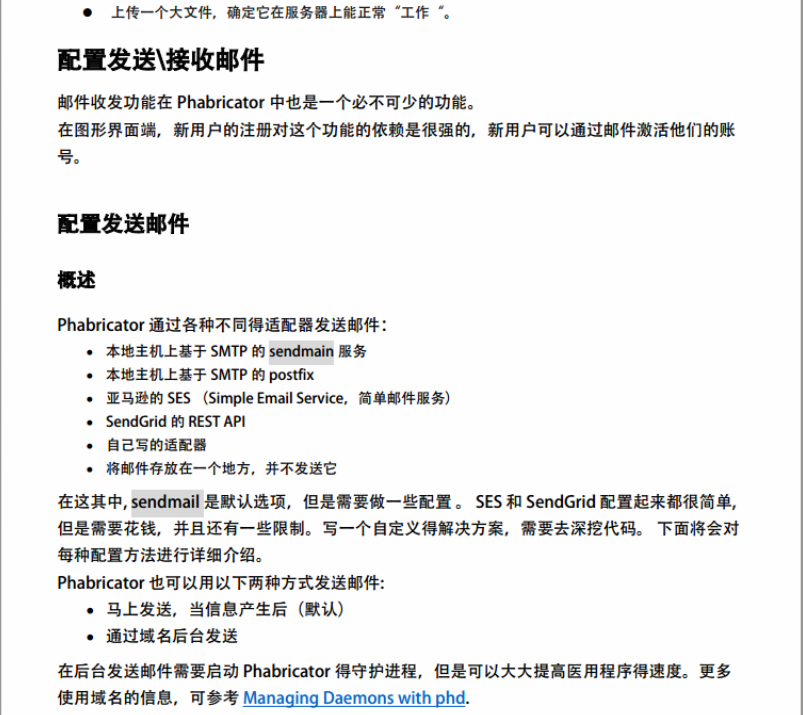 ● 上传一个大文件，确定它在服务器上能正常“工作“。
配置发送\接收邮件
邮件收发功能在 Phabricator 中也是一个必不可少的功能。
在图形界面端，新用户的注册对这个功能的依赖是很强的，新用户可以通过邮件激活他们的账
号。
配置发送邮件
概述
Phabricator 通过各种不同得适配器发送邮件：
• 本地主机上基于 SMTP 的 sendmain 服务
• 本地主机上基于 SMTP 的 postfix
• 亚马逊的 SES （Simple Email Service，简单邮件服务）
• SendGrid 的 REST API
• 自己写的适配器
• 将邮件存放在一个地方，并不发送它
在这其中, sendmail 是默认选项，但是需要做一些配置 。 SES 和 SendGrid 配置起来都很简单,
但是需要花钱，并且还有一些限制。写一个自定义得解决方案，需要去深挖代码。 下面将会对
每种配置方法进行详细介绍。
Phabricator 也可以用以下两种方式发送邮件:
• 马上发送，当信息产生后（默认）
• 通过域名后台发送
在后台发送邮件需要启动 Phabricator 得守护进程，但是可以大大提高医用程序得速度。更多
使用域名的信息，可参考 Managing Daemons with phd.